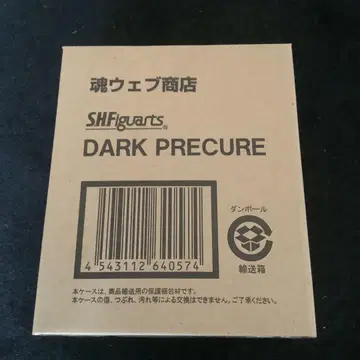 魂ウェブ商店
S.H.Figuarts®
DARK PRECURE
ダンボール
輸送箱
4 543112 640574
本ケースは、商品輸送用の保護梱包材です。
本ケースの傷、つぶれ、汚れ等による交換はできません。ご了承ください。